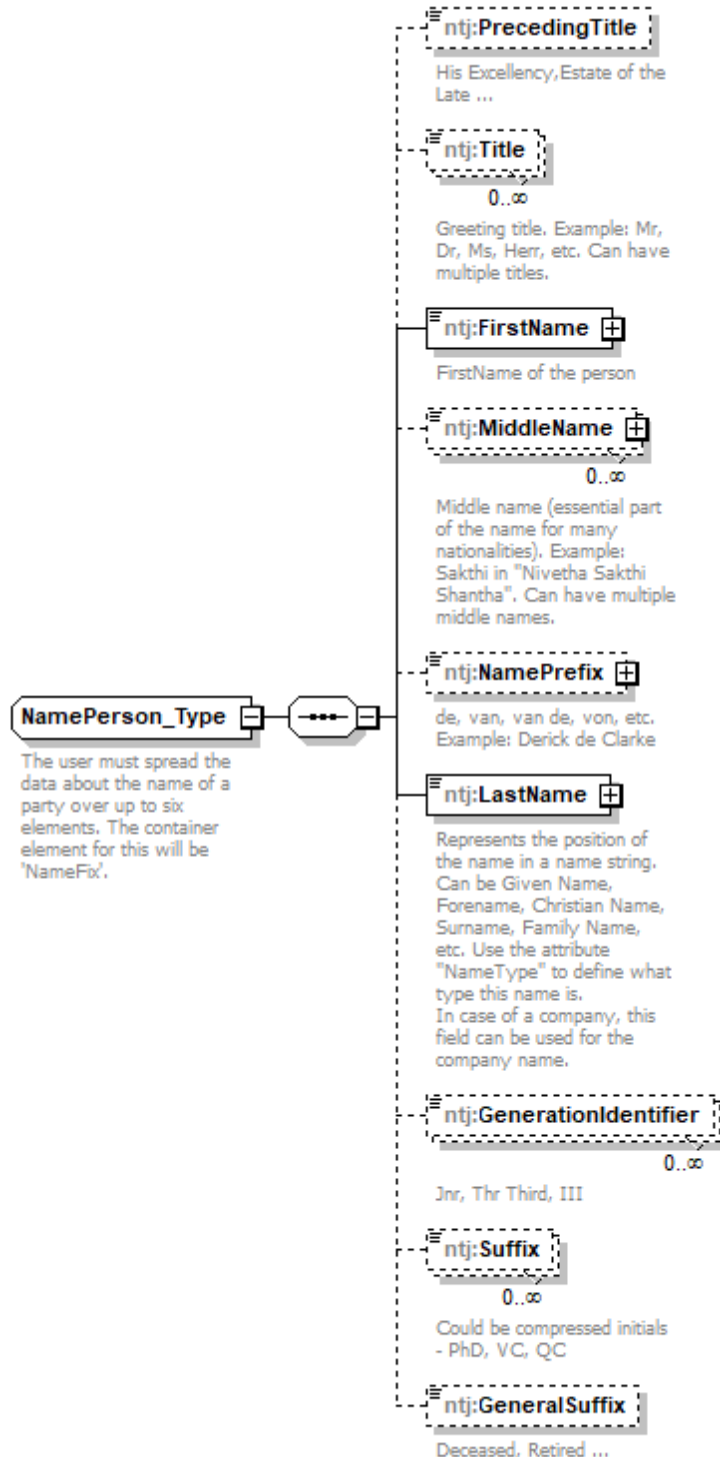 ntj:PrecedingTitle
His Excellency,Estate of the
Late ...
ntj:Title
0..∞
Greeting title. Example: Mr,
Dr, Ms, Herr, etc. Can have
multiple titles.
ntj:FirstName
FirstName of the person
ntj:MiddleName
0..∞
Middle name (essential part
of the name for many
nationalities). Example:
Sakthi in "Nivetha Sakthi
Shantha". Can have multiple
middle names.
ntj:NamePrefix
de, van, van de, von, etc.
Example: Derick de Clarke
NamePerson_Type
The user must spread the
data about the name of a
party over up to six
elements. The container
element for this will be
'NameFix'.
ntj:LastName
Represents the position of
the name in a name string.
Can be Given Name,
Forename, Christian Name,
Surname, Family Name,
etc. Use the attribute
"NameType" to define what
type this name is.
In case of a company, this
field can be used for the
company name.
ntj:GenerationIdentifier
0..∞
Jnr, Thr Third, III
ntj:Suffix
0..∞
Could be compressed initials
- PhD, VC, QC
ntj:GeneralSuffix
Deceased, Retired ...